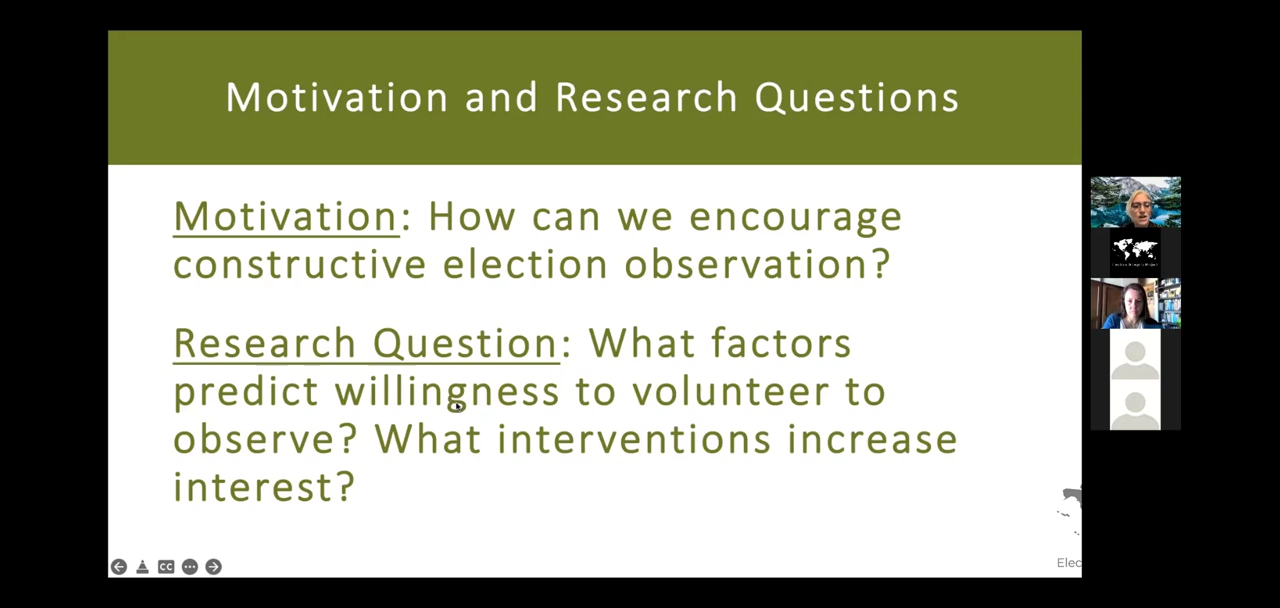 Motivation and Research Questions
Motivation: How can we encourage
constructive election observation?
Research Question: What factors
predict willingness to volunteer to
observe? What interventions increase
interest?
CC
Elec